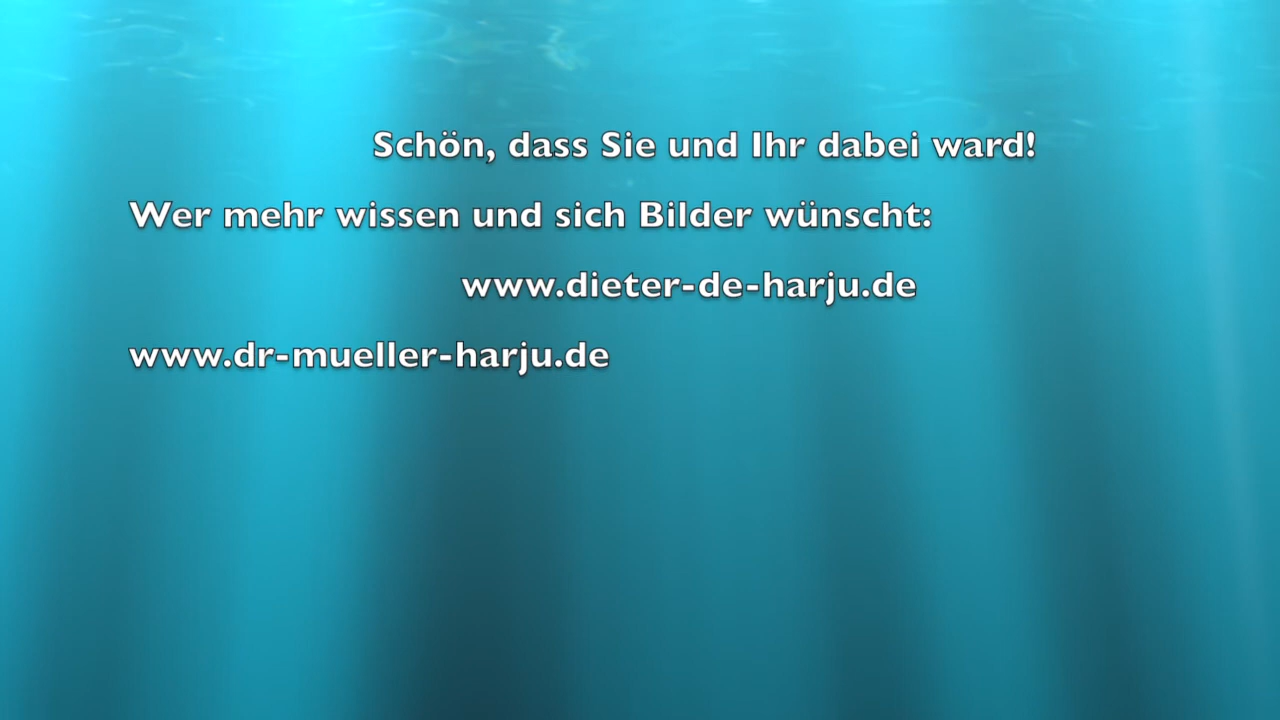 Schön, dass Sie und Ihr dabei ward!
Wer mehr wissen und sich Bilder wünscht:
www.dieter-de-harju.de
www.dr-mueller-harju.de